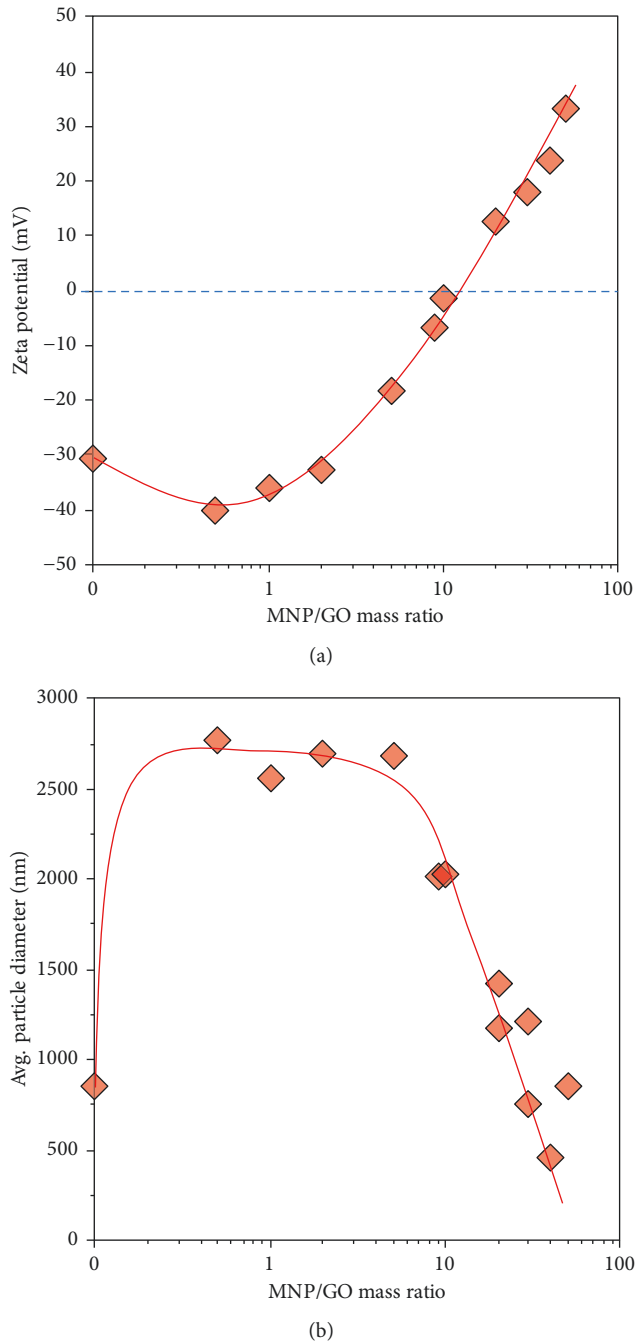 50
40
30
20
10
0
−10
−20
−30
−40
−50
Zeta potential (mV)
0 1 10 100
MNP/GO mass ratio
(a)
3000
2500
2000
1500
1000
500
0
Avg. particle diameter (nm)
0 1 10 100
MNP/GO mass ratio
(b)